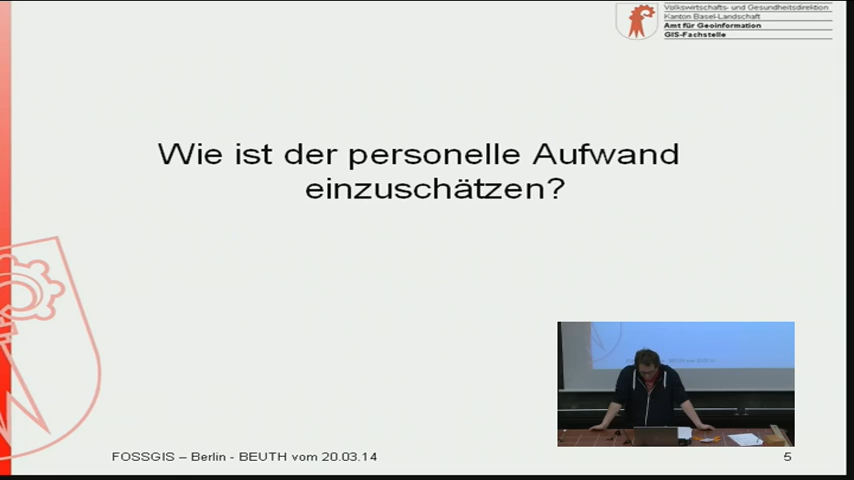 Volkswirtschafts- und Gesundheitsdirektion
Kanton Basel-Landschaft
Amt für Geoinformation
GIS-Fachstelle
Wie ist der personelle Aufwand
einzuschätzen?
FOSSGIS – Berlin - BEUTH vom 20.03.14
5